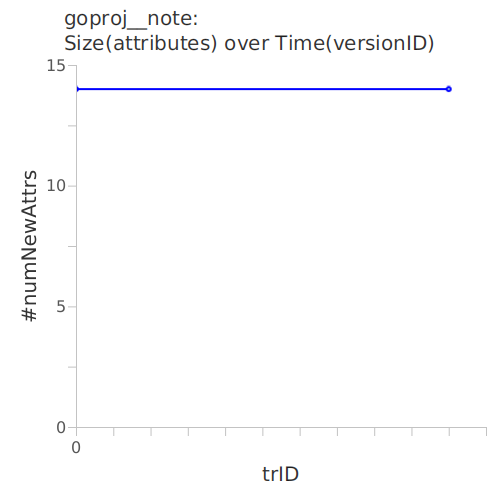 goproj__note:
Size(attributes) over Time(versionID)
15
10
5
0
0
#numNewAttrs
trID